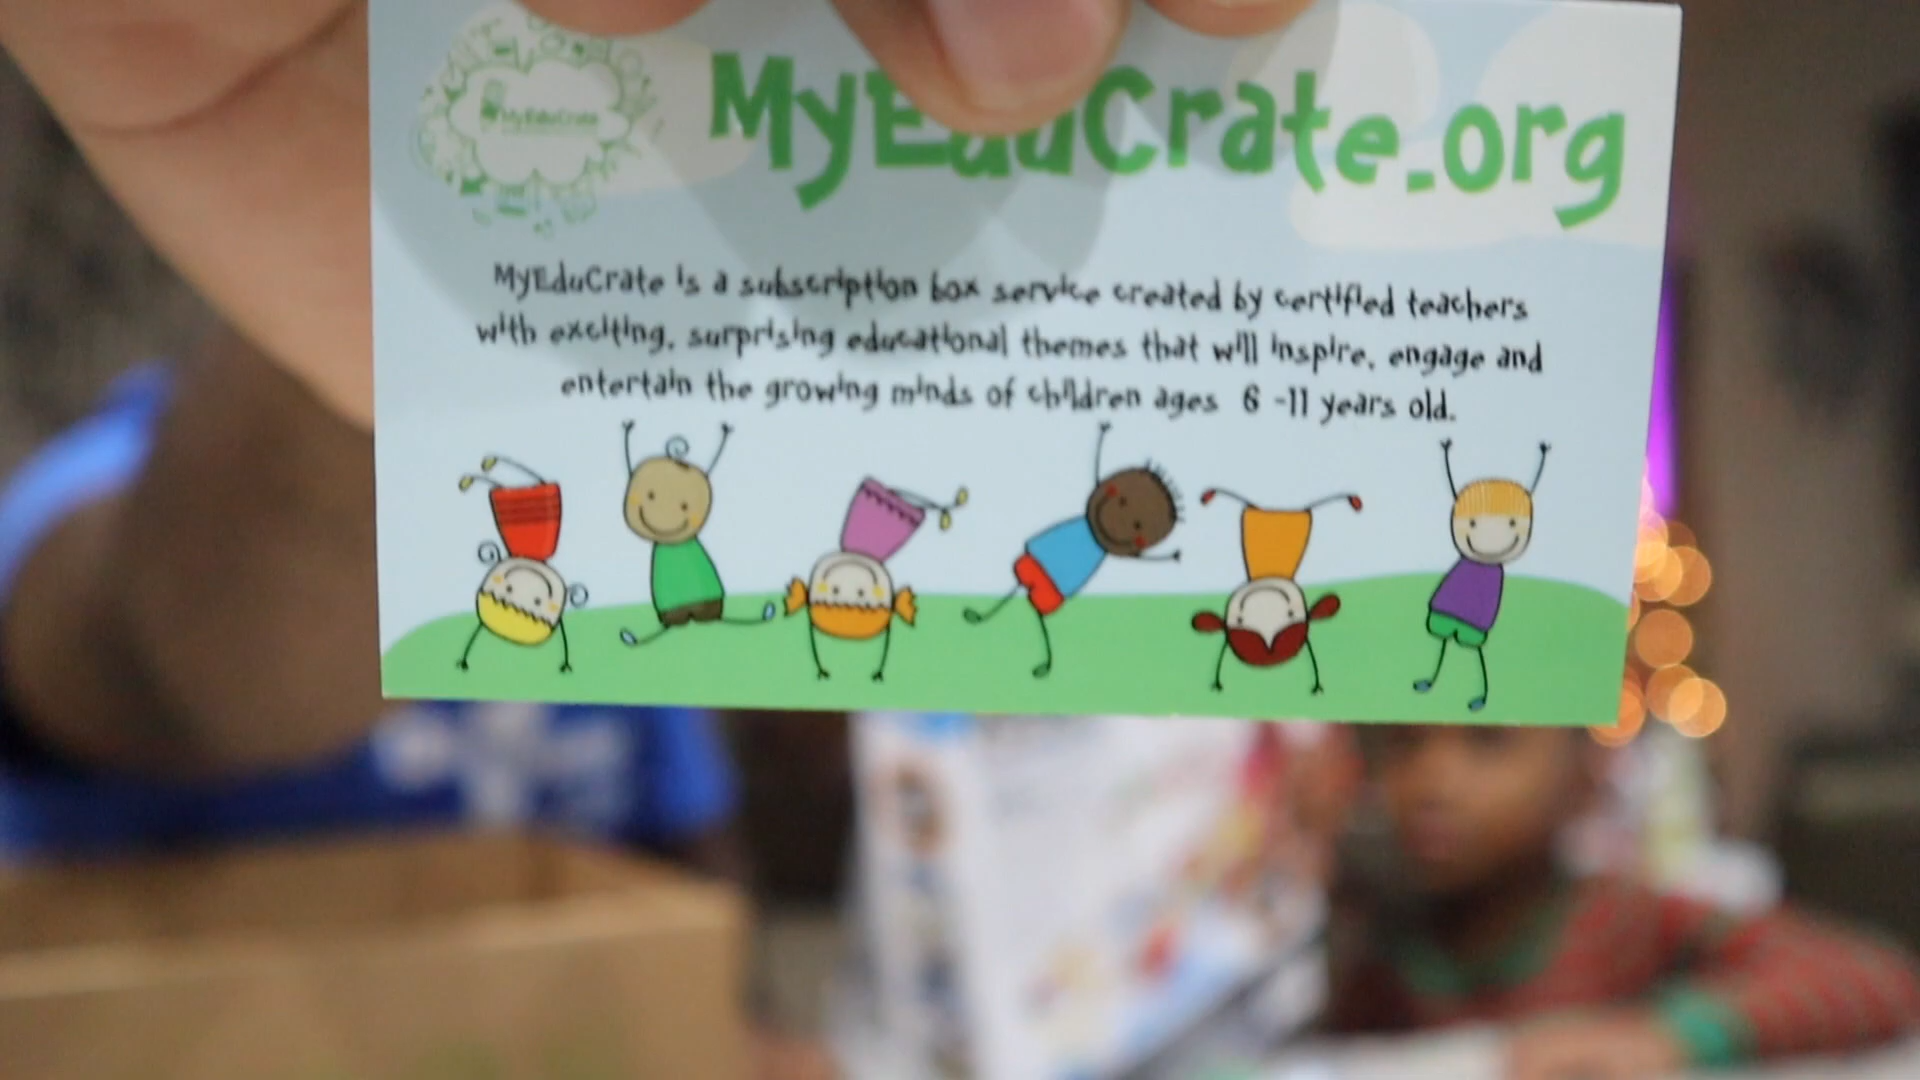 MyEduCrate
MyEduCrate.org
MyEduCrate is a subscription box service created by certified teachers
with exciting, surprising educational themes that will inspire, engage and
entertain the growing minds of children ages 6 -11 years old.